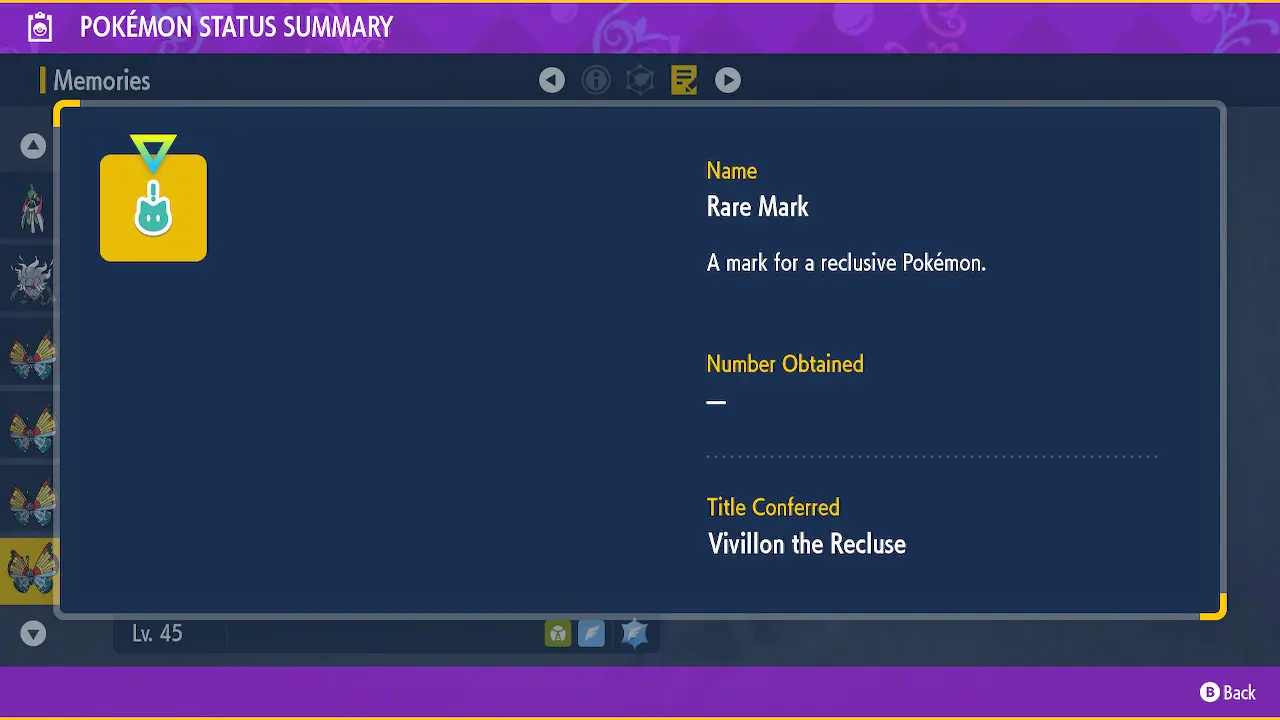 POKÉMON STATUS SUMMARY
Memories
Name
Rare Mark
A mark for a reclusive Pokémon.
Number Obtained
—
Title Conferred
Vivillon the Recluse
Lv. 45
B Back